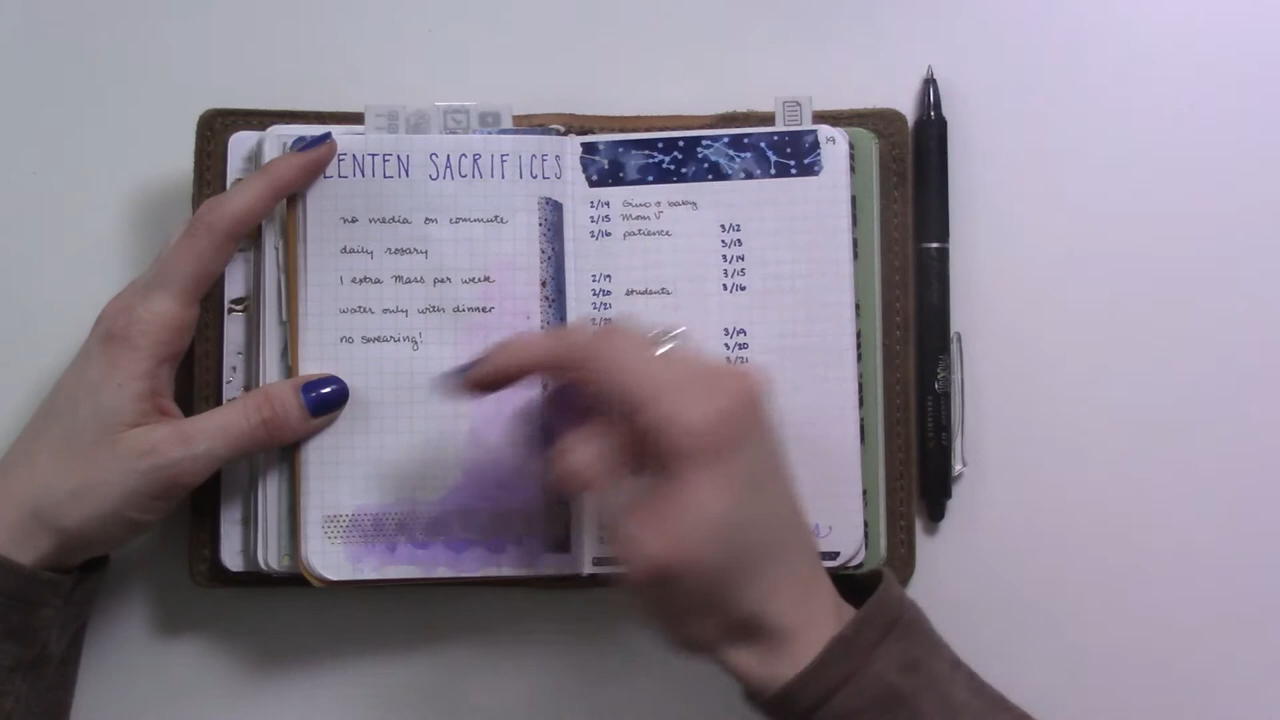 LENTEN SACRIFICES
no media on commute
daily rosary
1 extra Mass per week
water only with dinner
no swearing!
19
2/14 Gino & baby
2/15 Mom V
2/16 patience
2/19
2/20 students
2/21
3/12
3/13
3/14
3/15
3/16
3/19
3/20
3/21